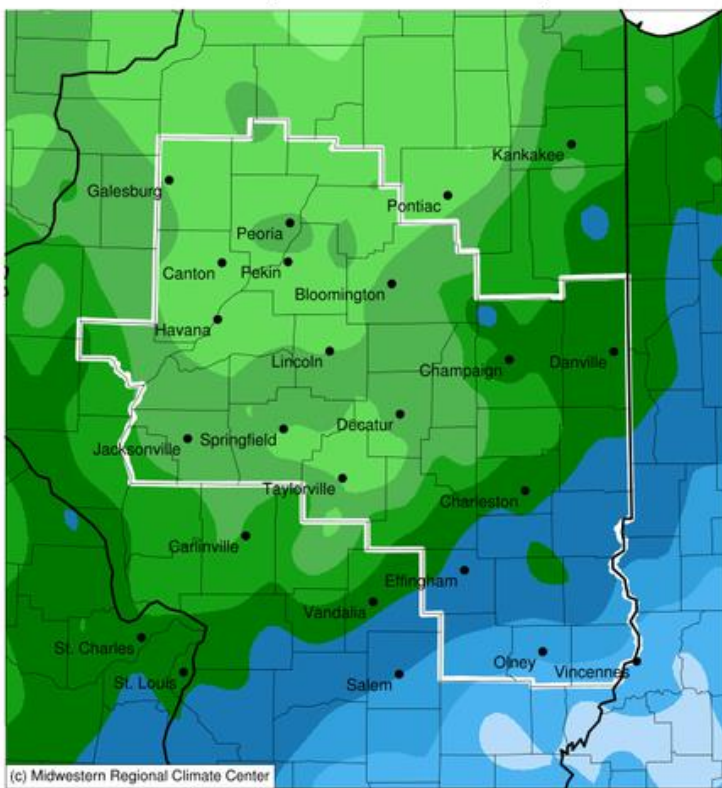 Kankakee
Galesburg
Pontiac
Peoria
Canton
Pekin
Bloomington
Havana
Lincoln
Champaign
Danville
Decatur
Springfield
Jacksonville
Taylorville
Charleston
Carlinville
Effingham
Vandalia
St. Charles
Olney
Vincennes
St. Louis
Salem
(c) Midwestern Regional Climate Center